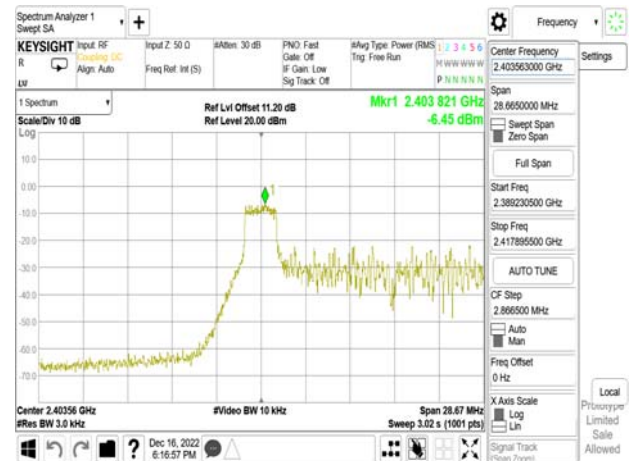 Spectrum Analyzer 1
Swept SA
+
Frequency
KEYSIGHT
R
Input: RF
Coupling: DC
Align: Auto
Input Z: 50 Ω
Freq Ref: Int (S)
#Atten: 30 dB
PNO: Fast
Gate: Off
IF Gain: Low
Sig Track: Off
#Avg Type: Power (RMS
Trig: Free Run
1 2 3 4 5 6
M W W W W W
P N N N N N
1 Spectrum
Scale/Div 10 dB
Ref Lvl Offset 11.20 dB
Ref Level 20.00 dBm
Mkr1 2.403 821 GHz
-6.45 dBm
Log
10.0
0.00
-10.0
-20.0
-30.0
-40.0
-50.0
-60.0
-70.0
1
Center 2.40356 GHz
#Res BW 3.0 kHz
#Video BW 10 kHz
Span 28.67 MHz
Sweep 3.02 s (1001 pts)
Dec 16, 2022
6:16:57 PM
Center Frequency
2.403563000 GHz
Span
28.6650000 MHz
Swept Span
Zero Span
Full Span
Start Freq
2.389230500 GHz
Stop Freq
2.417895500 GHz
AUTO TUNE
CF Step
2.866500 MHz
Auto
Man
Freq Offset
0 Hz
X Axis Scale
Log
Lin
Signal Track
(Span Zoom)
Settings
Local
Prototype
Limited
Sale
Allowed